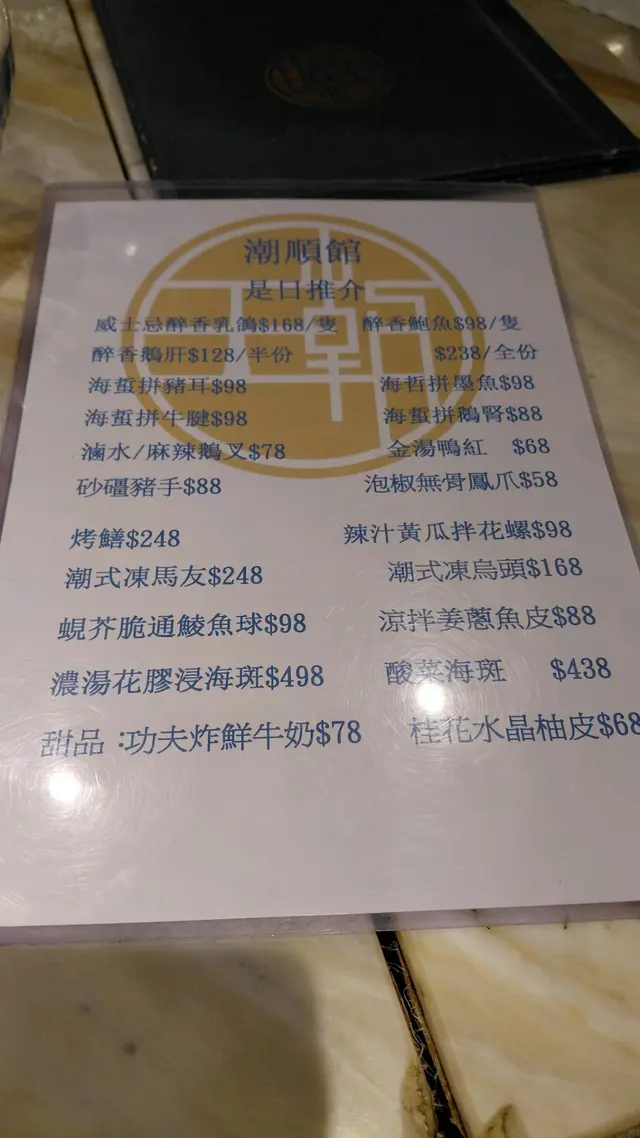 潮順館
是日推介
威士忌醉香乳鴿$168/隻 醉香鮑魚$98/隻
醉香鵝肝$128/半份 $238/全份
海蜇拼豬耳$98 海哲拼墨魚$98
海蜇拼牛腱$98 海蜇拼鵝腎$88
滷水/麻辣鵝叉$78 金湯鴨紅 $68
砂礓豬手$88 泡椒無骨鳳爪$58
烤鱔$248 辣汁黃瓜拌花螺$98
潮式凍馬友$248 潮式凍烏頭$168
蜆芥脆通鯪魚球$98 涼拌姜蔥魚皮$88
濃湯花膠浸海斑$498 酸菜海斑 $438
甜品：功夫炸鮮牛奶$78 桂花水晶柚皮$68